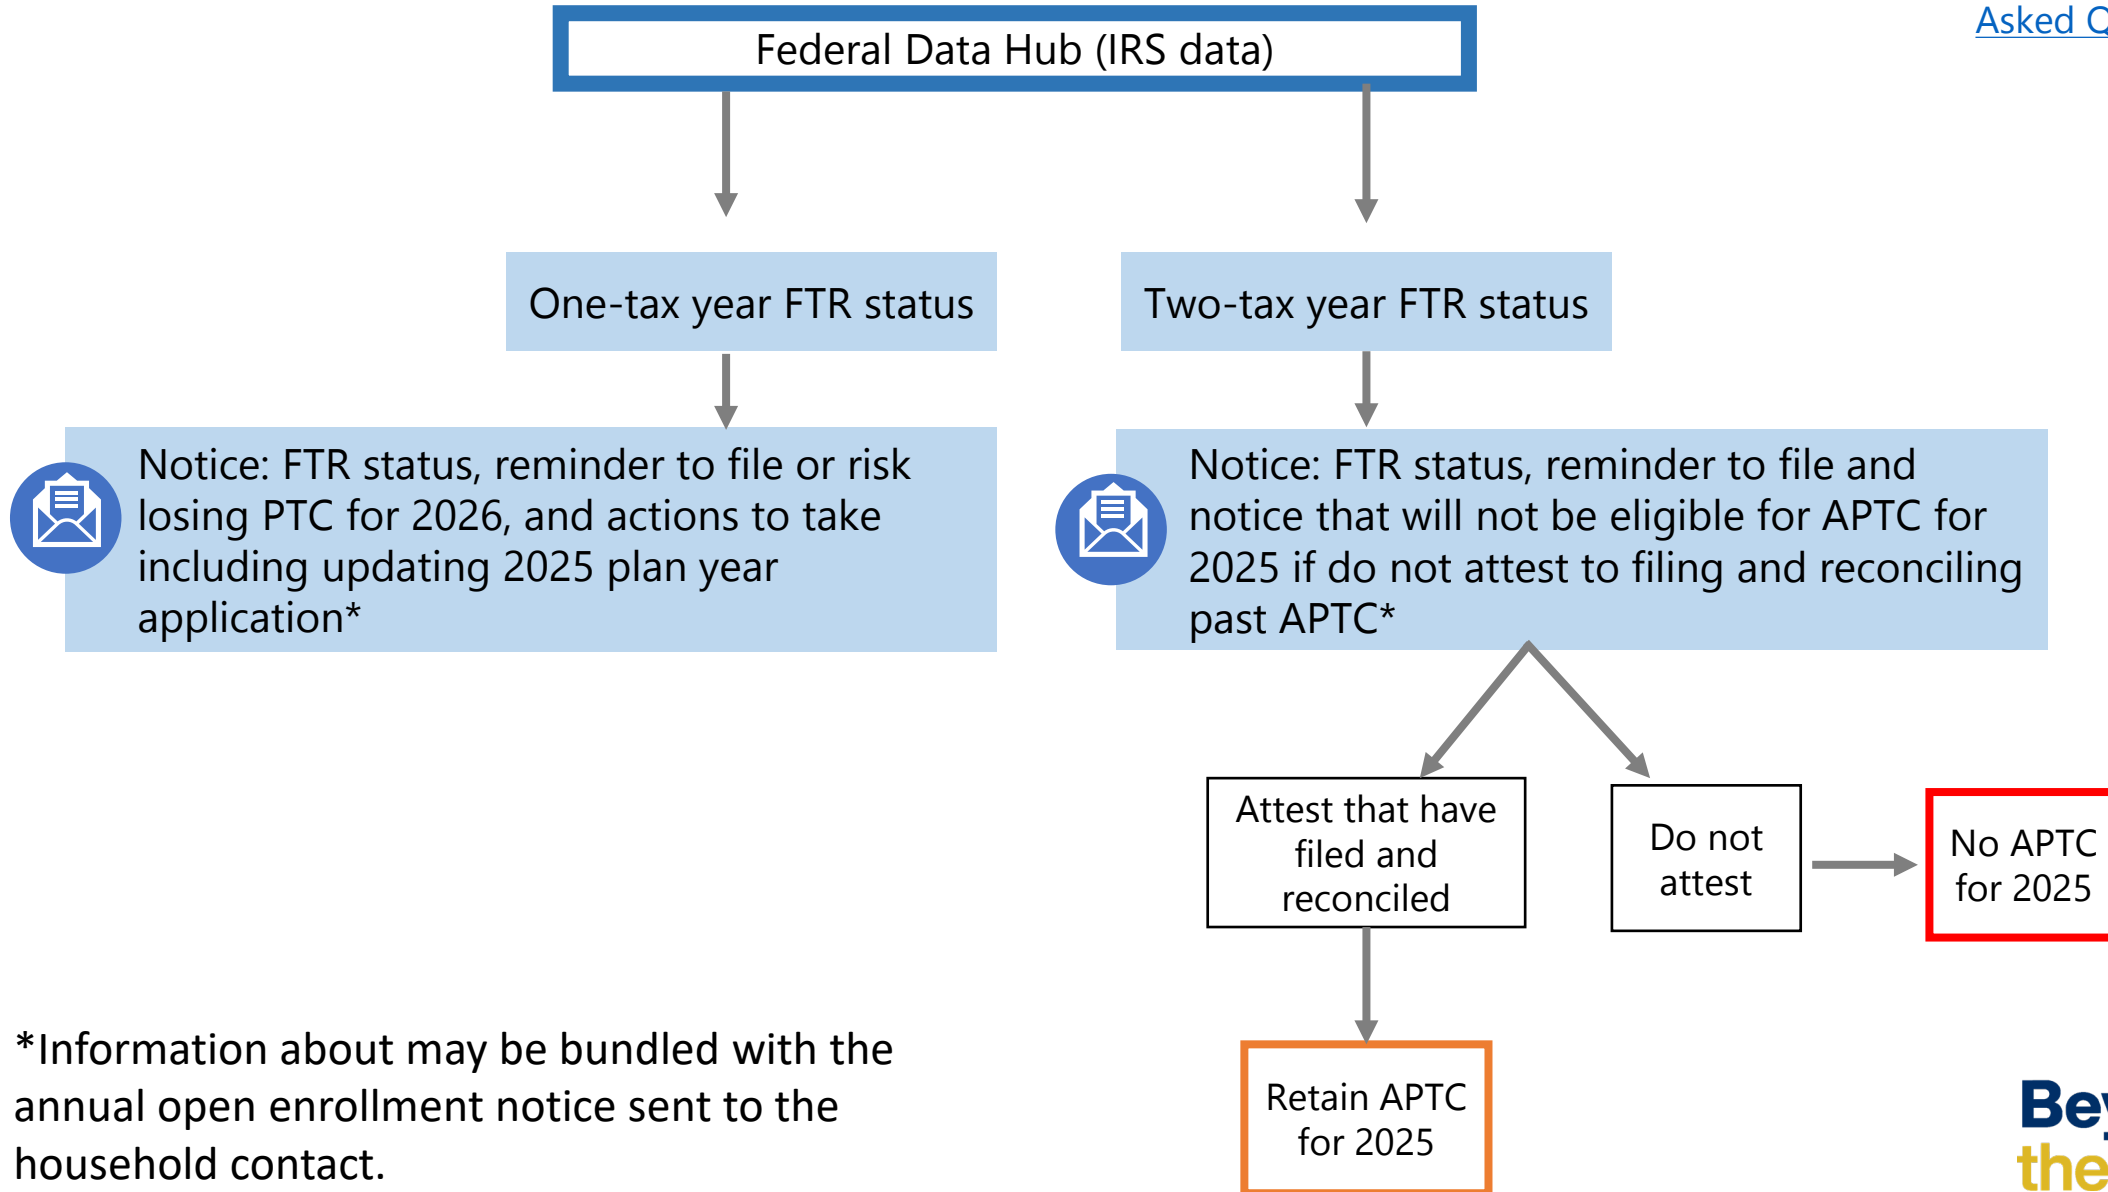 Asked Q
Federal Data Hub (IRS data)
One-tax year FTR status
Two-tax year FTR status
Notice: FTR status, reminder to file or risk
losing PTC for 2026, and actions to take
including updating 2025 plan year
application*
Notice: FTR status, reminder to file and
notice that will not be eligible for APTC for
2025 if do not attest to filing and reconciling
past APTC*
Attest that have
filed and
reconciled
Do not
attest
No APTC
for 2025
Retain APTC
for 2025
*Information about may be bundled with the
annual open enrollment notice sent to the
household contact.
Bey
the